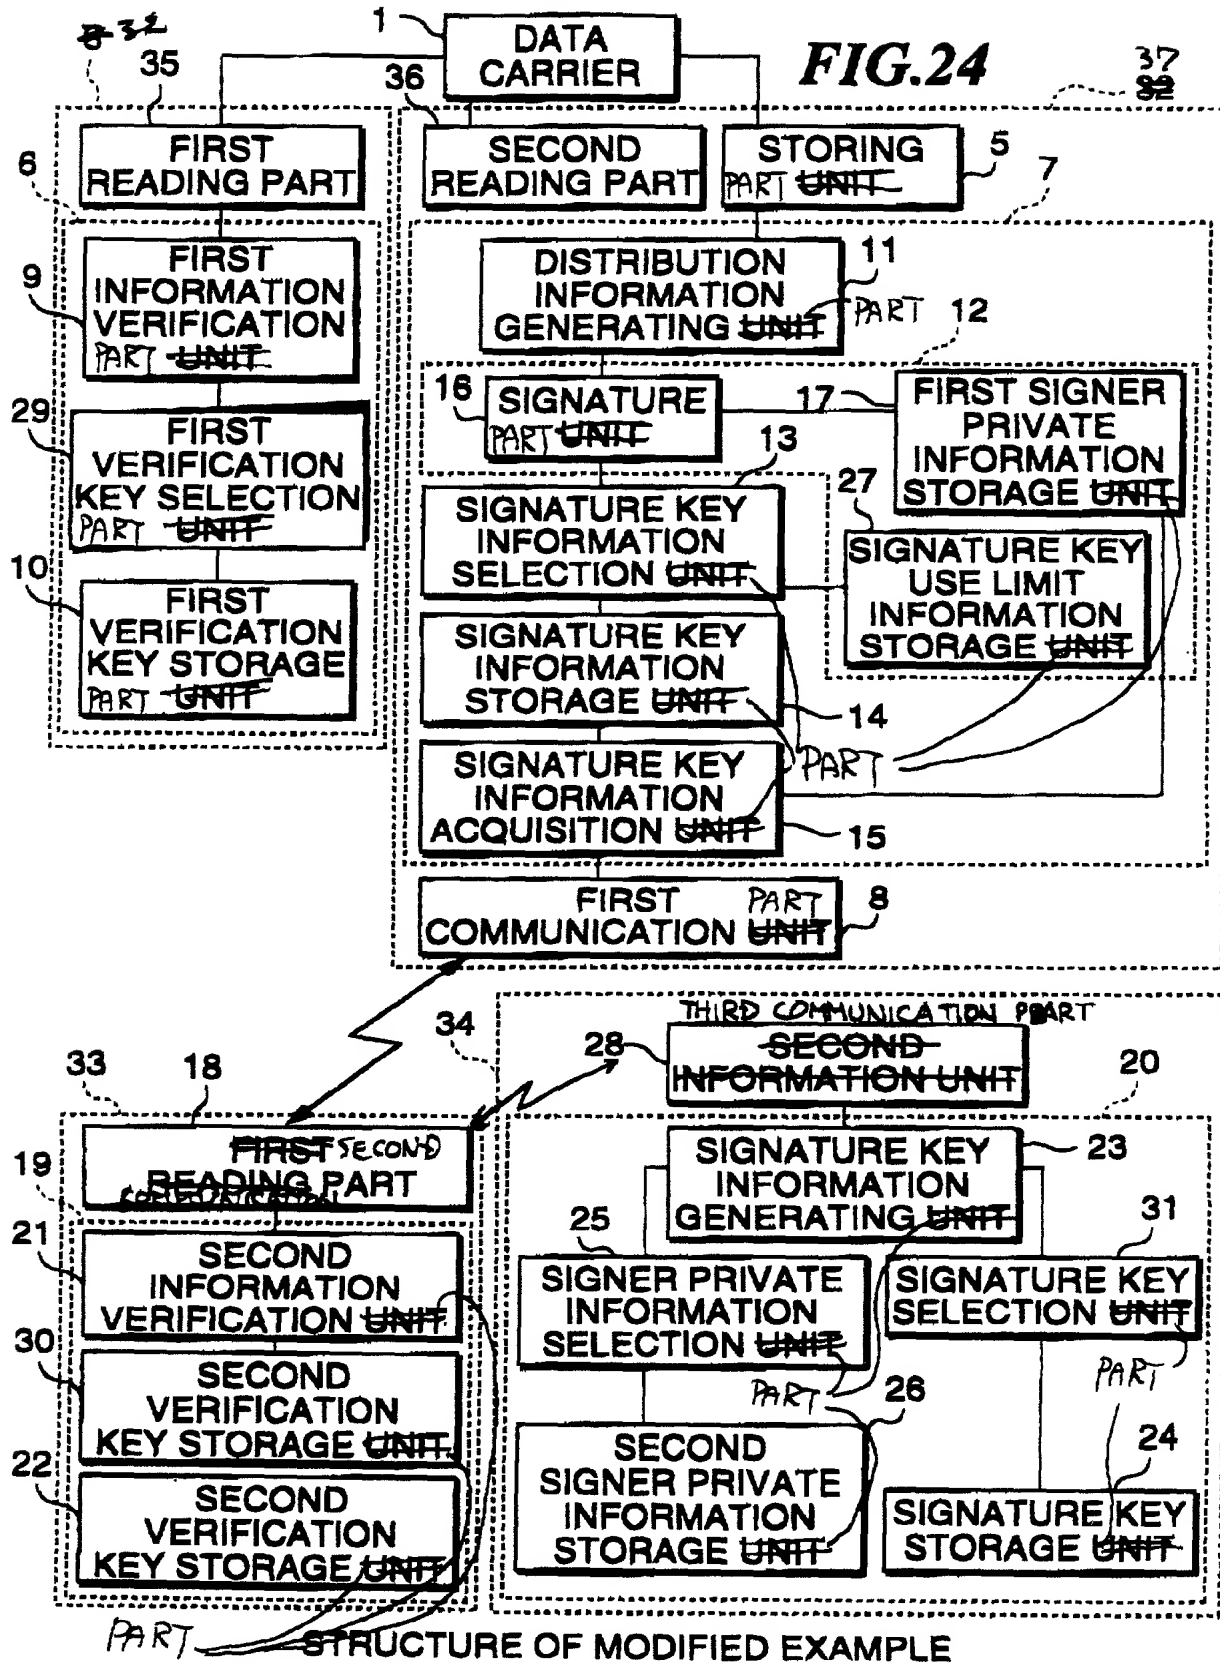 FIG.24
1
DATA
CARRIER
8 32
35
36
37
32
FIRST
READING PART
SECOND
READING PART
STORING
PART UNIT
5
6
7
FIRST
INFORMATION
VERIFICATION
PART UNIT
9
DISTRIBUTION
INFORMATION
GENERATING UNIT
PART
11
12
29
FIRST
VERIFICATION
KEY SELECTION
PART UNIT
16
SIGNATURE
PART UNIT
17
FIRST SIGNER
PRIVATE
INFORMATION
STORAGE UNIT
13
SIGNATURE KEY
INFORMATION
SELECTION UNIT
27
SIGNATURE KEY
USE LIMIT
INFORMATION
STORAGE UNIT
10
FIRST
VERIFICATION
KEY STORAGE
PART UNIT
SIGNATURE KEY
INFORMATION
STORAGE UNIT
14
PART
SIGNATURE KEY
INFORMATION
ACQUISITION UNIT
15
FIRST PART
COMMUNICATION UNIT
8
34
THIRD COMMUNICATION PART
28
SECOND
INFORMATION UNIT
20
33
18
FIRST SECOND
READING PART
COMMUNICATION
19
SIGNATURE KEY
INFORMATION
GENERATING UNIT
23
21
SECOND
INFORMATION
VERIFICATION UNIT
25
SIGNER PRIVATE
INFORMATION
SELECTION UNIT
31
SIGNATURE KEY
SELECTION UNIT
PART
PART
30
SECOND
VERIFICATION
KEY STORAGE UNIT
26
SECOND
SIGNER PRIVATE
INFORMATION
STORAGE UNIT
24
SIGNATURE KEY
STORAGE UNIT
22
SECOND
VERIFICATION
KEY STORAGE UNIT
PART
STRUCTURE OF MODIFIED EXAMPLE